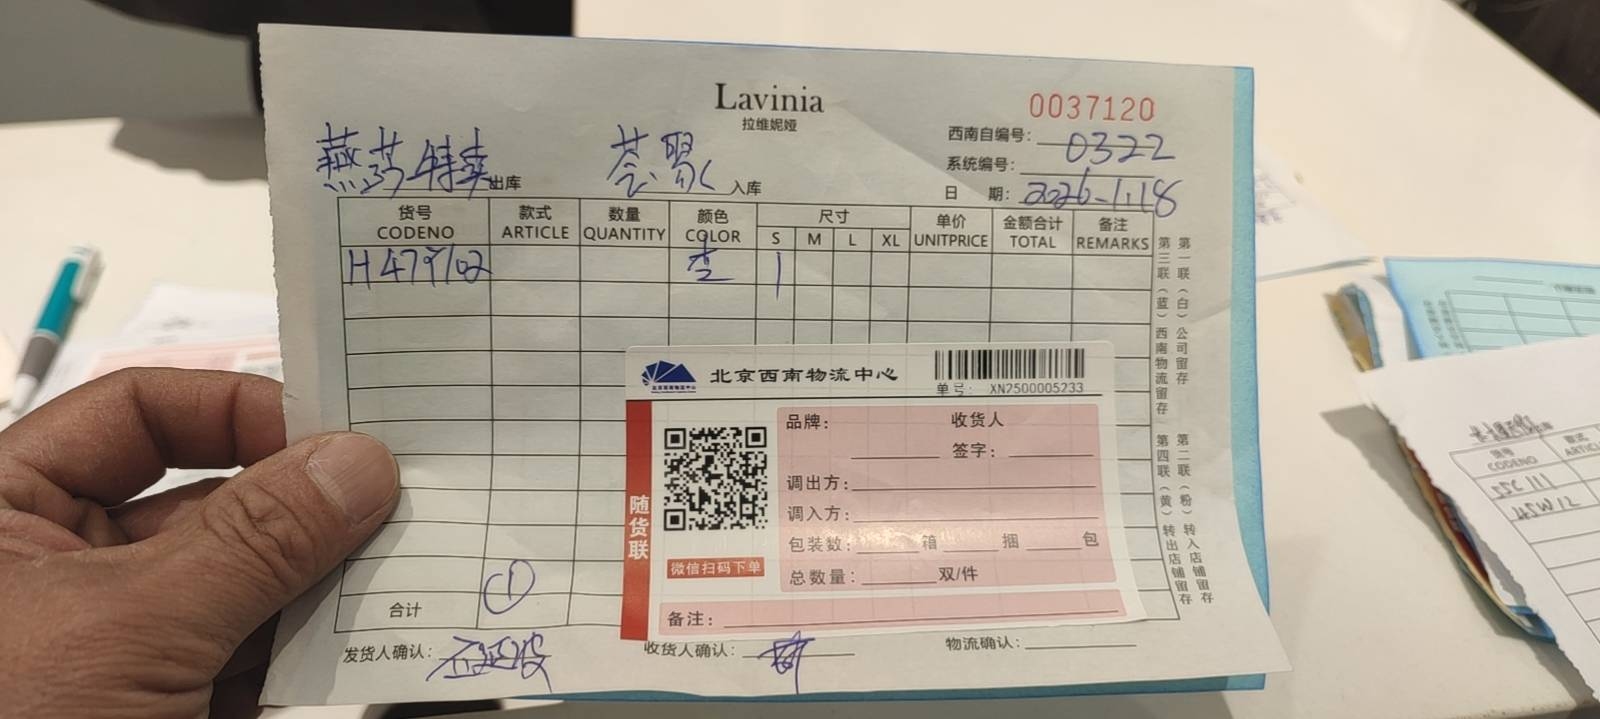 Lavinia
拉维妮娅
0037120
西南自编号：0322
系统编号：
日 期：2026.1.18
燕莎特卖出库 荟聚入库
货号 款式 数量 颜色 尺寸 单价 金额合计 备注
CODENO ARTICLE QUANTITY COLOR S M L XL UNITPRICE TOTAL REMARKS
1
合计 ①
发货人确认： 收货人确认： 物流确认：
第一联（白）公司留存
第二联（粉）转入店铺留存
第三联（蓝）西南物流留存
第四联（黄）转出店铺留存
北京西南物流中心
单号: XN7500005233
随货联
微信扫码下单
品牌： 收货人
签字：
调出方：
调入方：
包装数： 箱 捆 包
总数量： 双/件
备注：
货号
CODENO